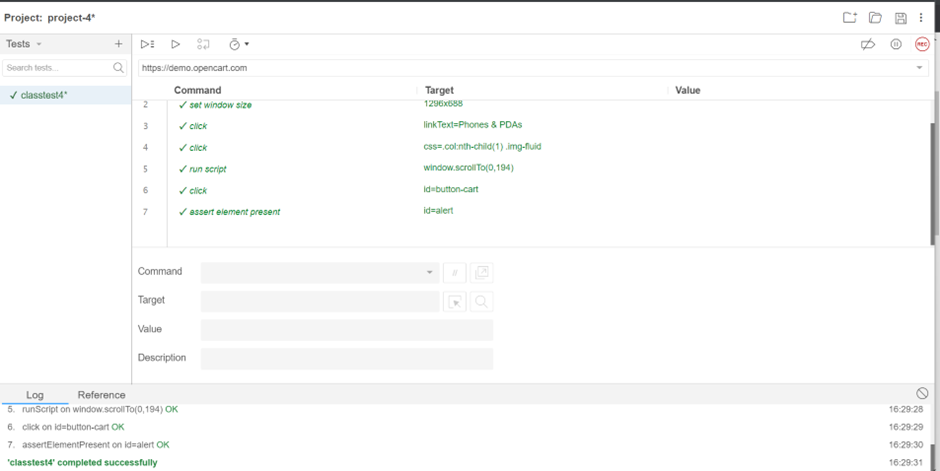 Project: project-4*
Tests
Search tests...
✓ classtest4*
REC
https://demo.opencart.com
Command Target Value
2 ✓ set window size 1296x688
3 ✓ click linkText=Phones & PDAs
4 ✓ click css=.col:nth-child(1) .img-fluid
5 ✓ run script window.scrollTo(0,194)
6 ✓ click id=button-cart
7 ✓ assert element present id=alert
Command //
Target
Value
Description
Log Reference
5. runScript on window.scrollTo(0,194) OK 16:29:28
6. click on id=button-cart OK 16:29:29
7. assertElementPresent on id=alert OK 16:29:30
'classtest4' completed successfully 16:29:31